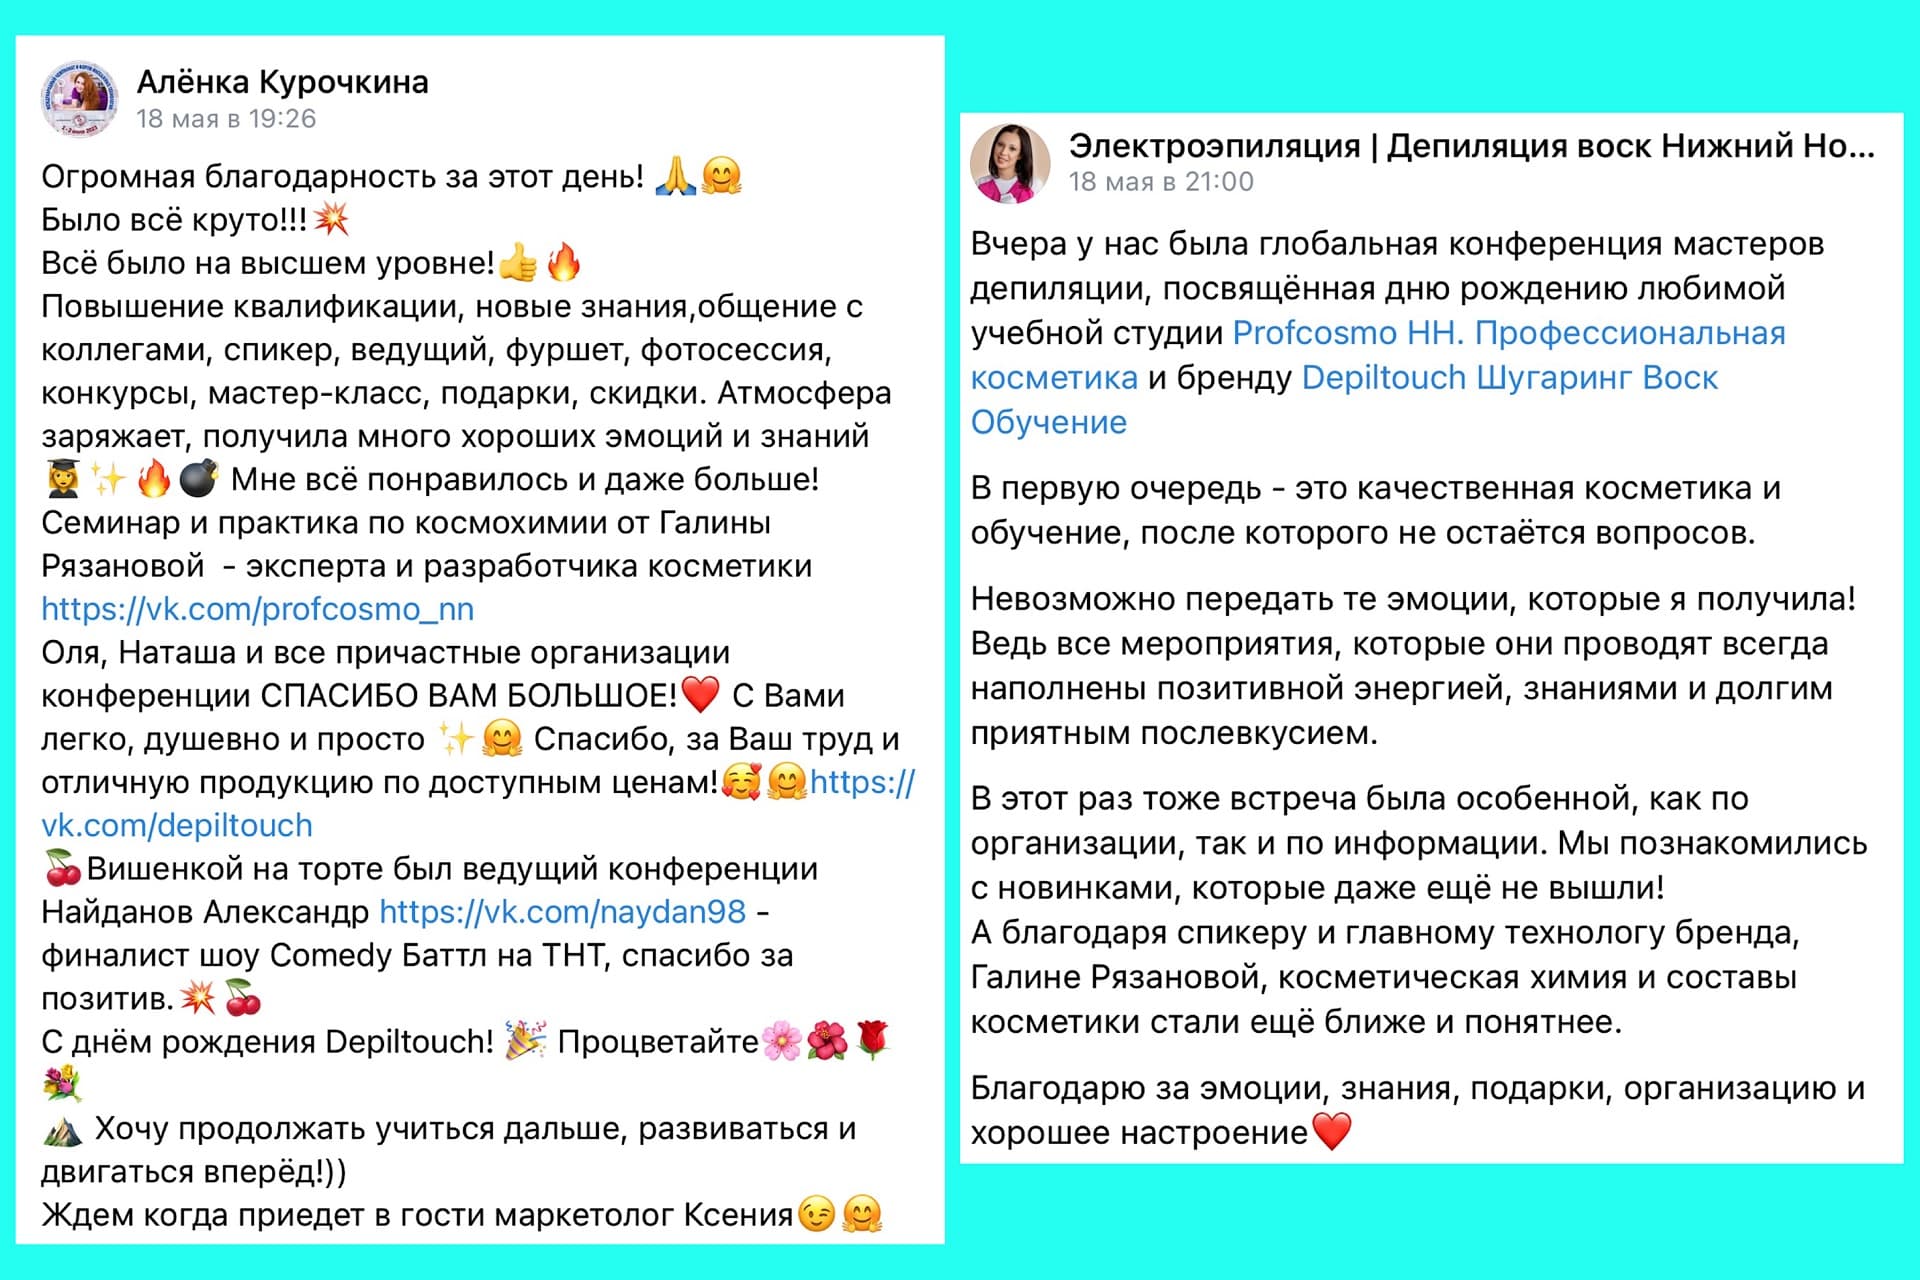 Алёнка Курочкина
18 мая в 19:26
Огромная благодарность за этот день! 🙏🤗
Было всё круто!!!💥
Всё было на высшем уровне!👍🔥
Повышение квалификации, новые знания,общение с
коллегами, спикер, ведущий, фуршет, фотосессия,
конкурсы, мастер-класс, подарки, скидки. Атмосфера
заряжает, получила много хороших эмоций и знаний
👩‍🎓✨🔥💣 Мне всё понравилось и даже больше!
Семинар и практика по космохимии от Галины
Рязановой - эксперта и разработчика косметики
https://vk.com/profcosmo_nn
Оля, Наташа и все причастные организации
конференции СПАСИБО ВАМ БОЛЬШОЕ!❤️ С Вами
легко, душевно и просто ✨🤗 Спасибо, за Ваш труд и
отличную продукцию по доступным ценам!🥰🤗https://
vk.com/depiltouch
🍒Вишенкой на торте был ведущий конференции
Найданов Александр https://vk.com/naydan98 -
финалист шоу Comedy Баттл на ТНТ, спасибо за
позитив.💥🍒
С днём рождения Depiltouch! 🎉 Процветайте🌸🌺🌹
💐
⛰️ Хочу продолжать учиться дальше, развиваться и
двигаться вперёд!))
Ждем когда приедет в гости маркетолог Ксения😉🤗
Электроэпиляция | Депиляция воск Нижний Но...
18 мая в 21:00
Вчера у нас была глобальная конференция мастеров
депиляции, посвящённая дню рождению любимой
учебной студии Profcosmo НН. Профессиональная
косметика и бренду Depiltouch Шугаринг Воск
Обучение
В первую очередь - это качественная косметика и
обучение, после которого не остаётся вопросов.
Невозможно передать те эмоции, которые я получила!
Ведь все мероприятия, которые они проводят всегда
наполнены позитивной энергией, знаниями и долгим
приятным послевкусием.
В этот раз тоже встреча была особенной, как по
организации, так и по информации. Мы познакомились
с новинками, которые даже ещё не вышли!
А благодаря спикеру и главному технологу бренда,
Галине Рязановой, косметическая химия и составы
косметики стали ещё ближе и понятнее.
Благодарю за эмоции, знания, подарки, организацию и
хорошее настроение❤️